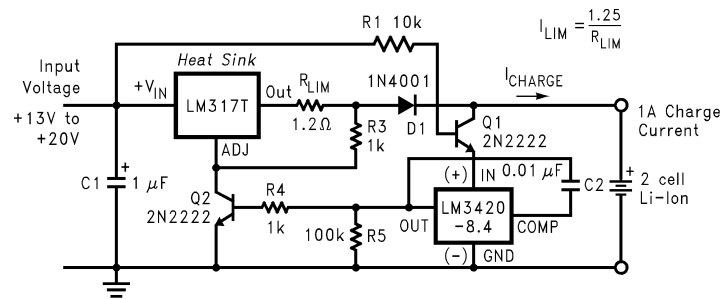 R1 10k
I_LIM = 1.25 / R_LIM
Heat Sink
Input
Voltage
+13V to
+20V
+V_IN
LM317T
Out
R_LIM
1.2Ω
1N4001
D1
I_CHARGE
1A Charge
Current
ADJ
R3
1k
Q1
2N2222
C1
+
1 μF
Q2
2N2222
R4
1k
(+)
IN
0.01 μF
C2
+
2 cell
Li-Ion
LM3420
-8.4
OUT
COMP
100k
R5
(-)
GND